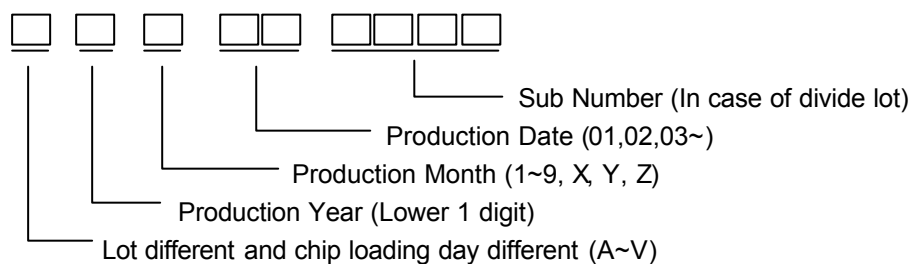 Sub Number (In case of divide lot)
Production Date (01,02,03~)
Production Month (1~9, X, Y, Z)
Production Year (Lower 1 digit)
Lot different and chip loading day different (A~V)